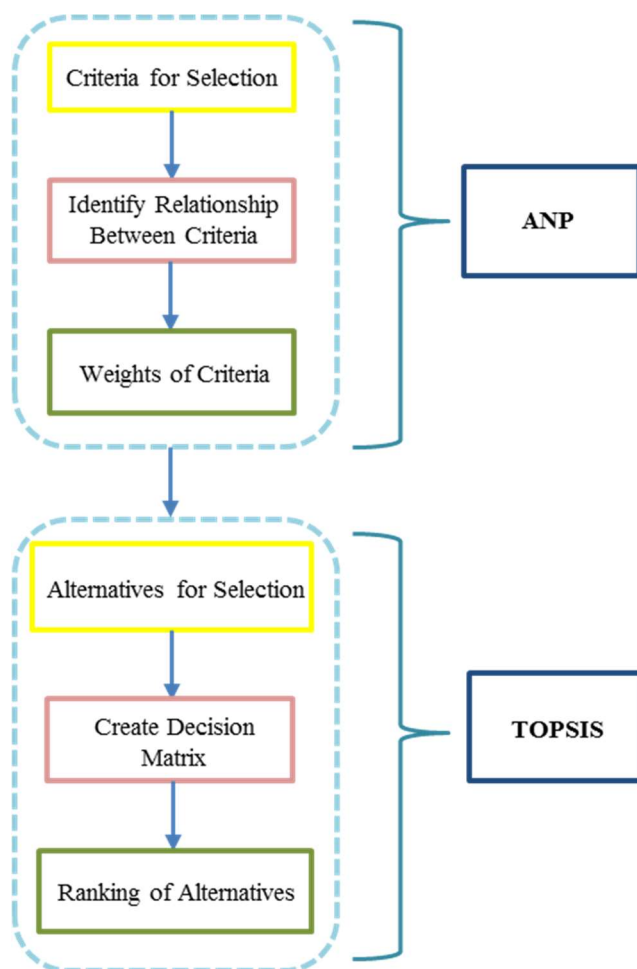 Criteria for Selection
Identify Relationship
Between Criteria
ANP
Weights of Criteria
Alternatives for Selection
Create Decision
Matrix
TOPSIS
Ranking of Alternatives